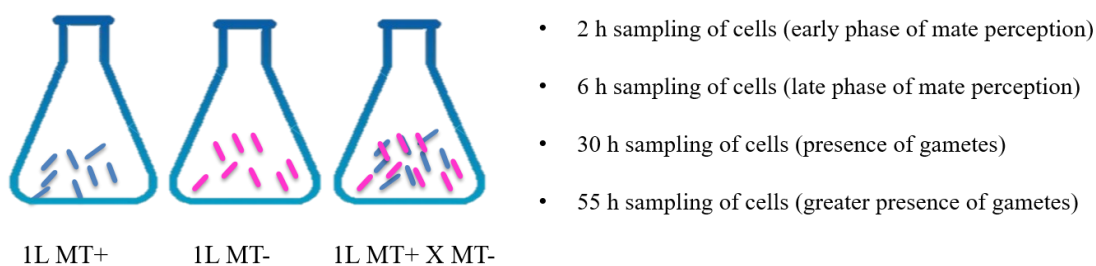 • 2 h sampling of cells (early phase of mate perception)
• 6 h sampling of cells (late phase of mate perception)
• 30 h sampling of cells (presence of gametes)
• 55 h sampling of cells (greater presence of gametes)
1L MT+ 1L MT- 1L MT+ X MT-